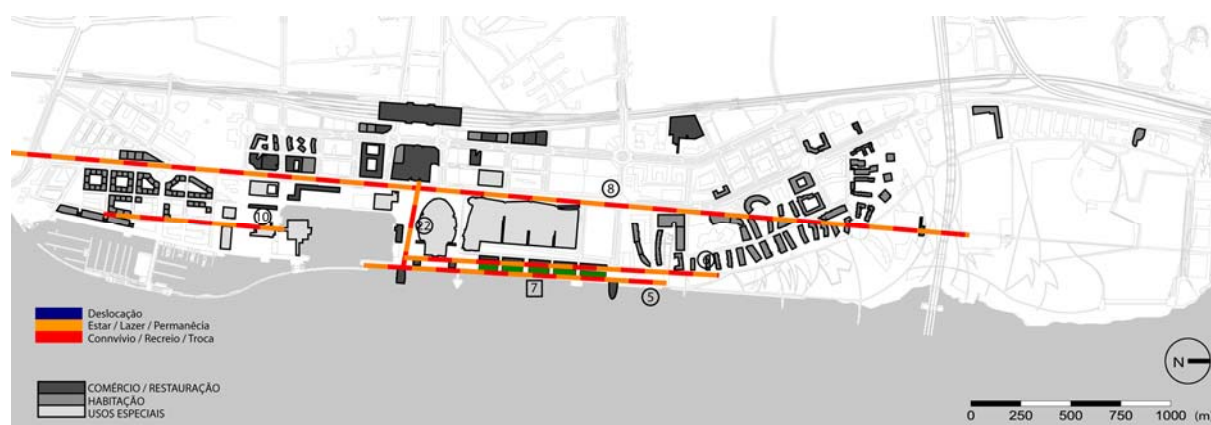 8
10
22
9
7
5
Deslocação
Estar / Lazer / Permanêcia
Connvívio / Recreio / Troca
N
COMÉRCIO / RESTAURAÇÃO
HABITAÇÃO
USOS ESPECIAIS
0 250 500 750 1000 (m)